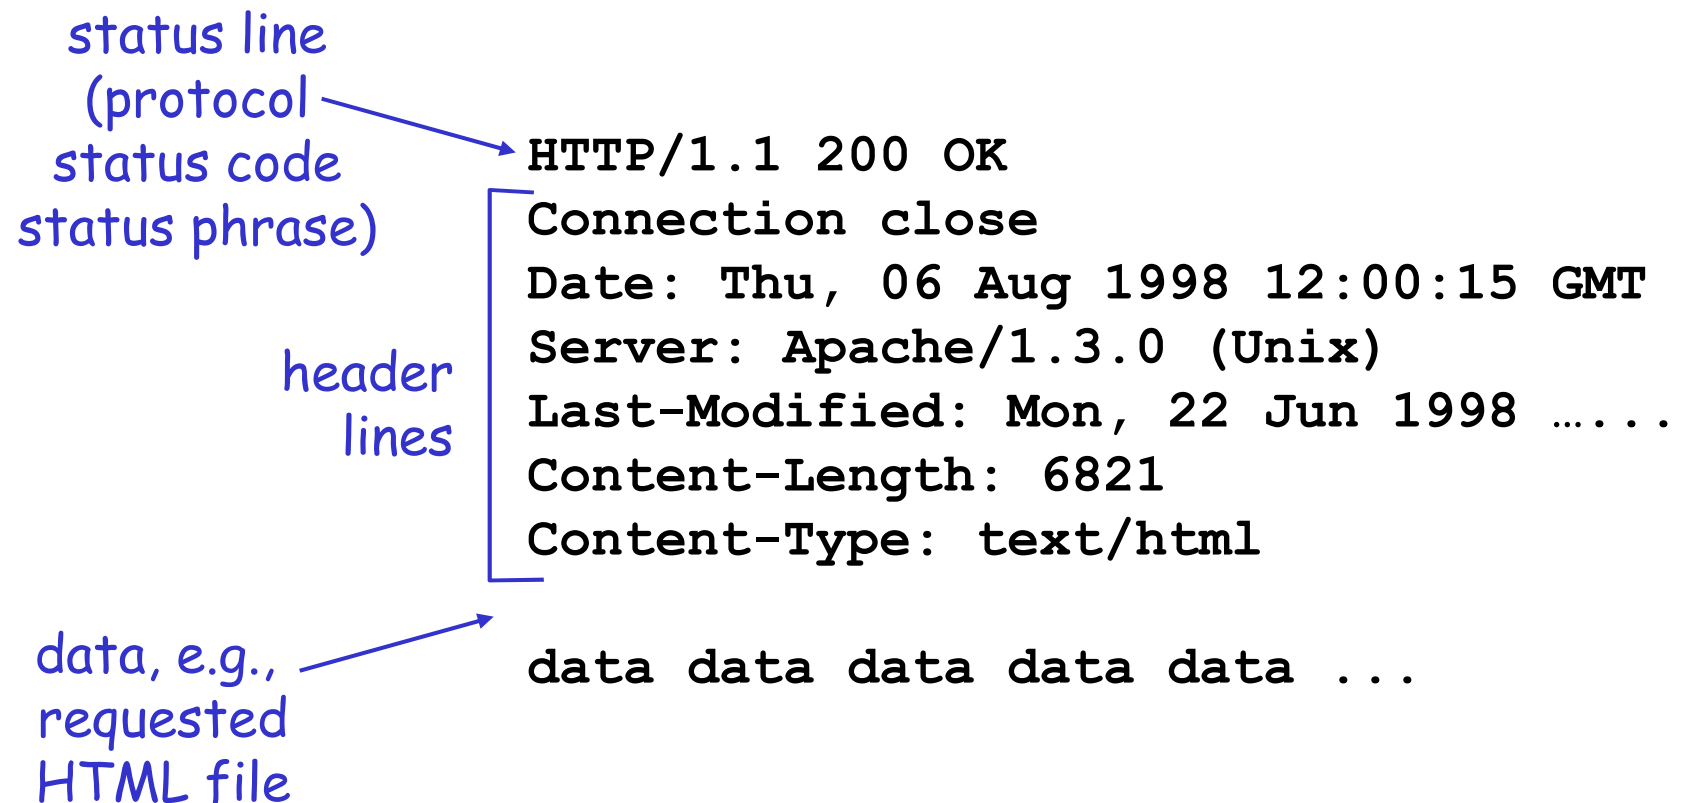 status line
(protocol
status code
status phrase)
HTTP/1.1 200 OK
Connection close
Date: Thu, 06 Aug 1998 12:00:15 GMT
Server: Apache/1.3.0 (Unix)
Last-Modified: Mon, 22 Jun 1998 …...
Content-Length: 6821
Content-Type: text/html
header
lines
data, e.g.,
requested
HTML file
data data data data data ...